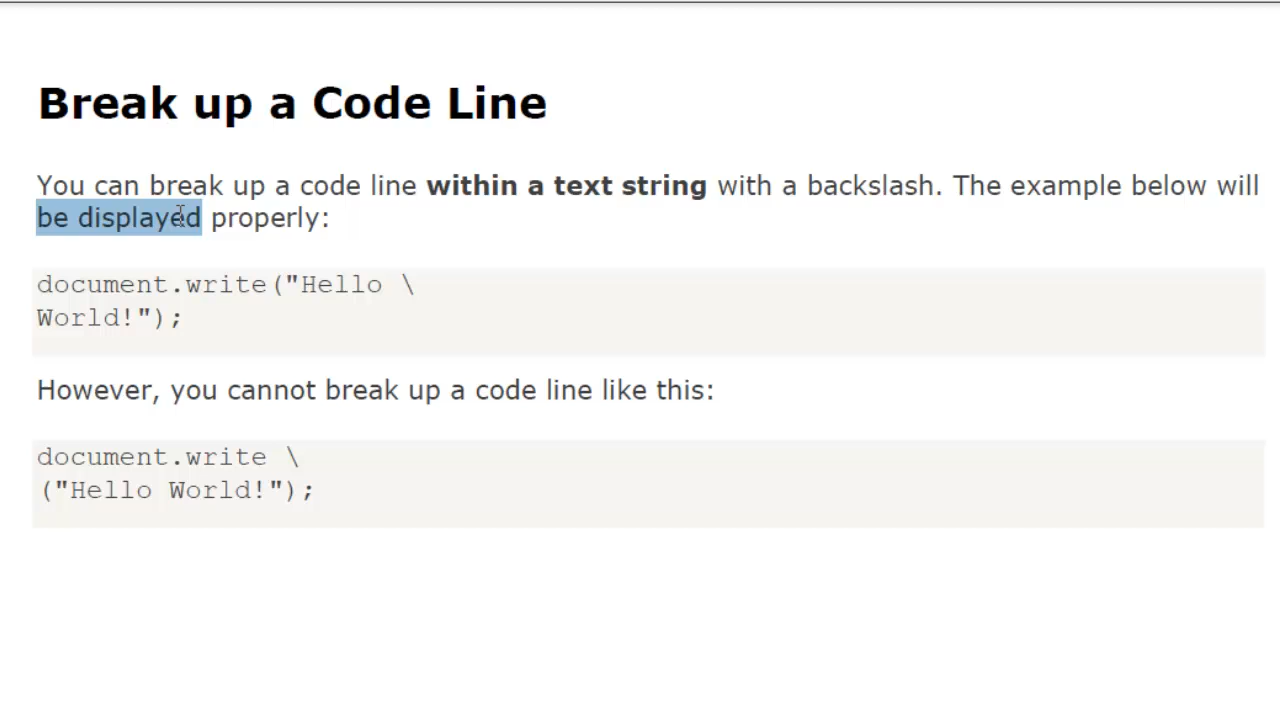 Break up a Code Line
You can break up a code line within a text string with a backslash. The example below will
be displayed properly:
document.write("Hello \
World!");
However, you cannot break up a code line like this:
document.write \
("Hello World!");